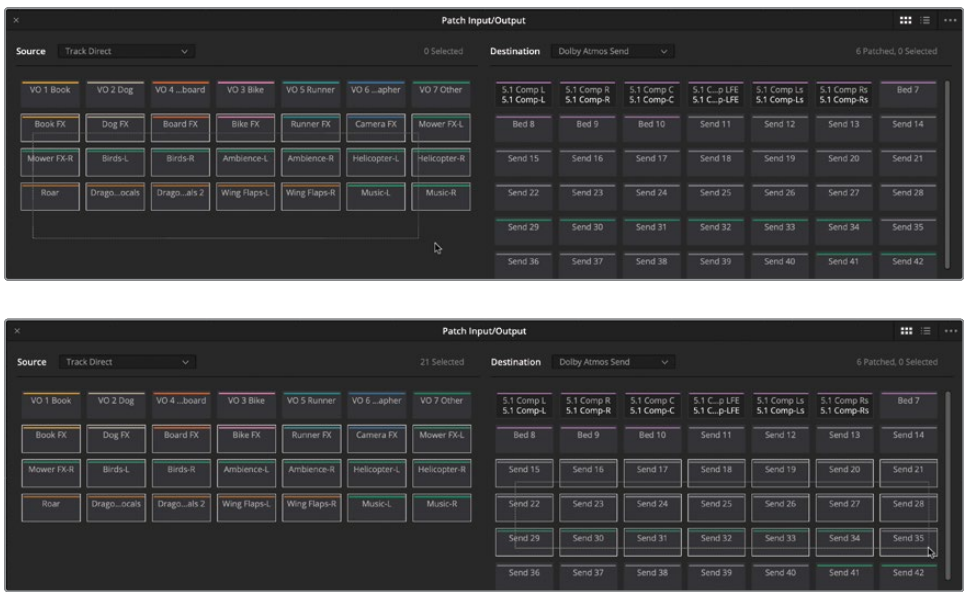 Patch Input/Output
Source Track Direct 0 Selected Destination Dolby Atmos Send 6 Patched, 0 Selected
VO 1 Book VO 2 Dog VO 4 ...board VO 3 Bike VO 5 Runner VO 6 ...apher VO 7 Other 5.1 Comp L 5.1 Comp R 5.1 Comp C 5.1 C...p LFE 5.1 Comp Ls 5.1 Comp Rs Bed 7
5.1 Comp-L 5.1 Comp-R 5.1 Comp-C 5.1 C...p-LFE 5.1 Comp-Ls 5.1 Comp-Rs
Book FX Dog FX Board FX Bike FX Runner FX Camera FX Mower FX-L Bed 8 Bed 9 Bed 10 Send 11 Send 12 Send 13 Send 14
Mower FX-R Birds-L Birds-R Ambience-L Ambience-R Helicopter-L Helicopter-R Send 15 Send 16 Send 17 Send 18 Send 19 Send 20 Send 21
Roar Drago...ocals Drago...als 2 Wing Flaps-L Wing Flaps-R Music-L Music-R Send 22 Send 23 Send 24 Send 25 Send 26 Send 27 Send 28
Send 29 Send 30 Send 31 Send 32 Send 33 Send 34 Send 35
Send 36 Send 37 Send 38 Send 39 Send 40 Send 41 Send 42
Patch Input/Output
Source Track Direct 21 Selected Destination Dolby Atmos Send 6 Patched, 0 Selected
VO 1 Book VO 2 Dog VO 4 ...board VO 3 Bike VO 5 Runner VO 6 ...apher VO 7 Other 5.1 Comp L 5.1 Comp R 5.1 Comp C 5.1 C...p LFE 5.1 Comp Ls 5.1 Comp Rs Bed 7
5.1 Comp-L 5.1 Comp-R 5.1 Comp-C 5.1 C...p-LFE 5.1 Comp-Ls 5.1 Comp-Rs
Book FX Dog FX Board FX Bike FX Runner FX Camera FX Mower FX-L Bed 8 Bed 9 Bed 10 Send 11 Send 12 Send 13 Send 14
Mower FX-R Birds-L Birds-R Ambience-L Ambience-R Helicopter-L Helicopter-R Send 15 Send 16 Send 17 Send 18 Send 19 Send 20 Send 21
Roar Drago...ocals Drago...als 2 Wing Flaps-L Wing Flaps-R Music-L Music-R Send 22 Send 23 Send 24 Send 25 Send 26 Send 27 Send 28
Send 29 Send 30 Send 31 Send 32 Send 33 Send 34 Send 35
Send 36 Send 37 Send 38 Send 39 Send 40 Send 41 Send 42